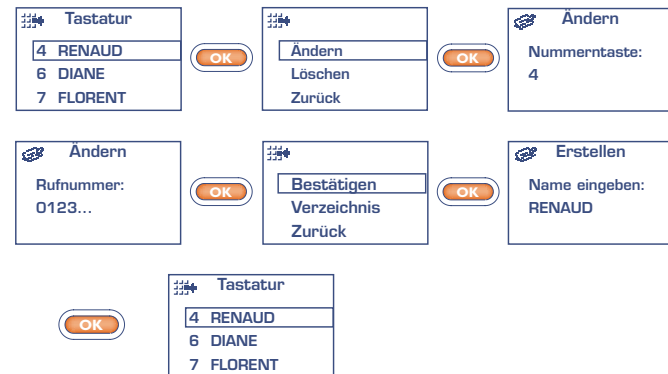 Tastatur
4 RENAUD
6 DIANE
7 FLORENT
OK
Ändern
Löschen
Zurück
OK
Ändern
Nummerntaste:
4
Ändern
Rufnummer:
0123...
OK
Bestätigen
Verzeichnis
Zurück
OK
Erstellen
Name eingeben:
RENAUD
OK
Tastatur
4 RENAUD
6 DIANE
7 FLORENT